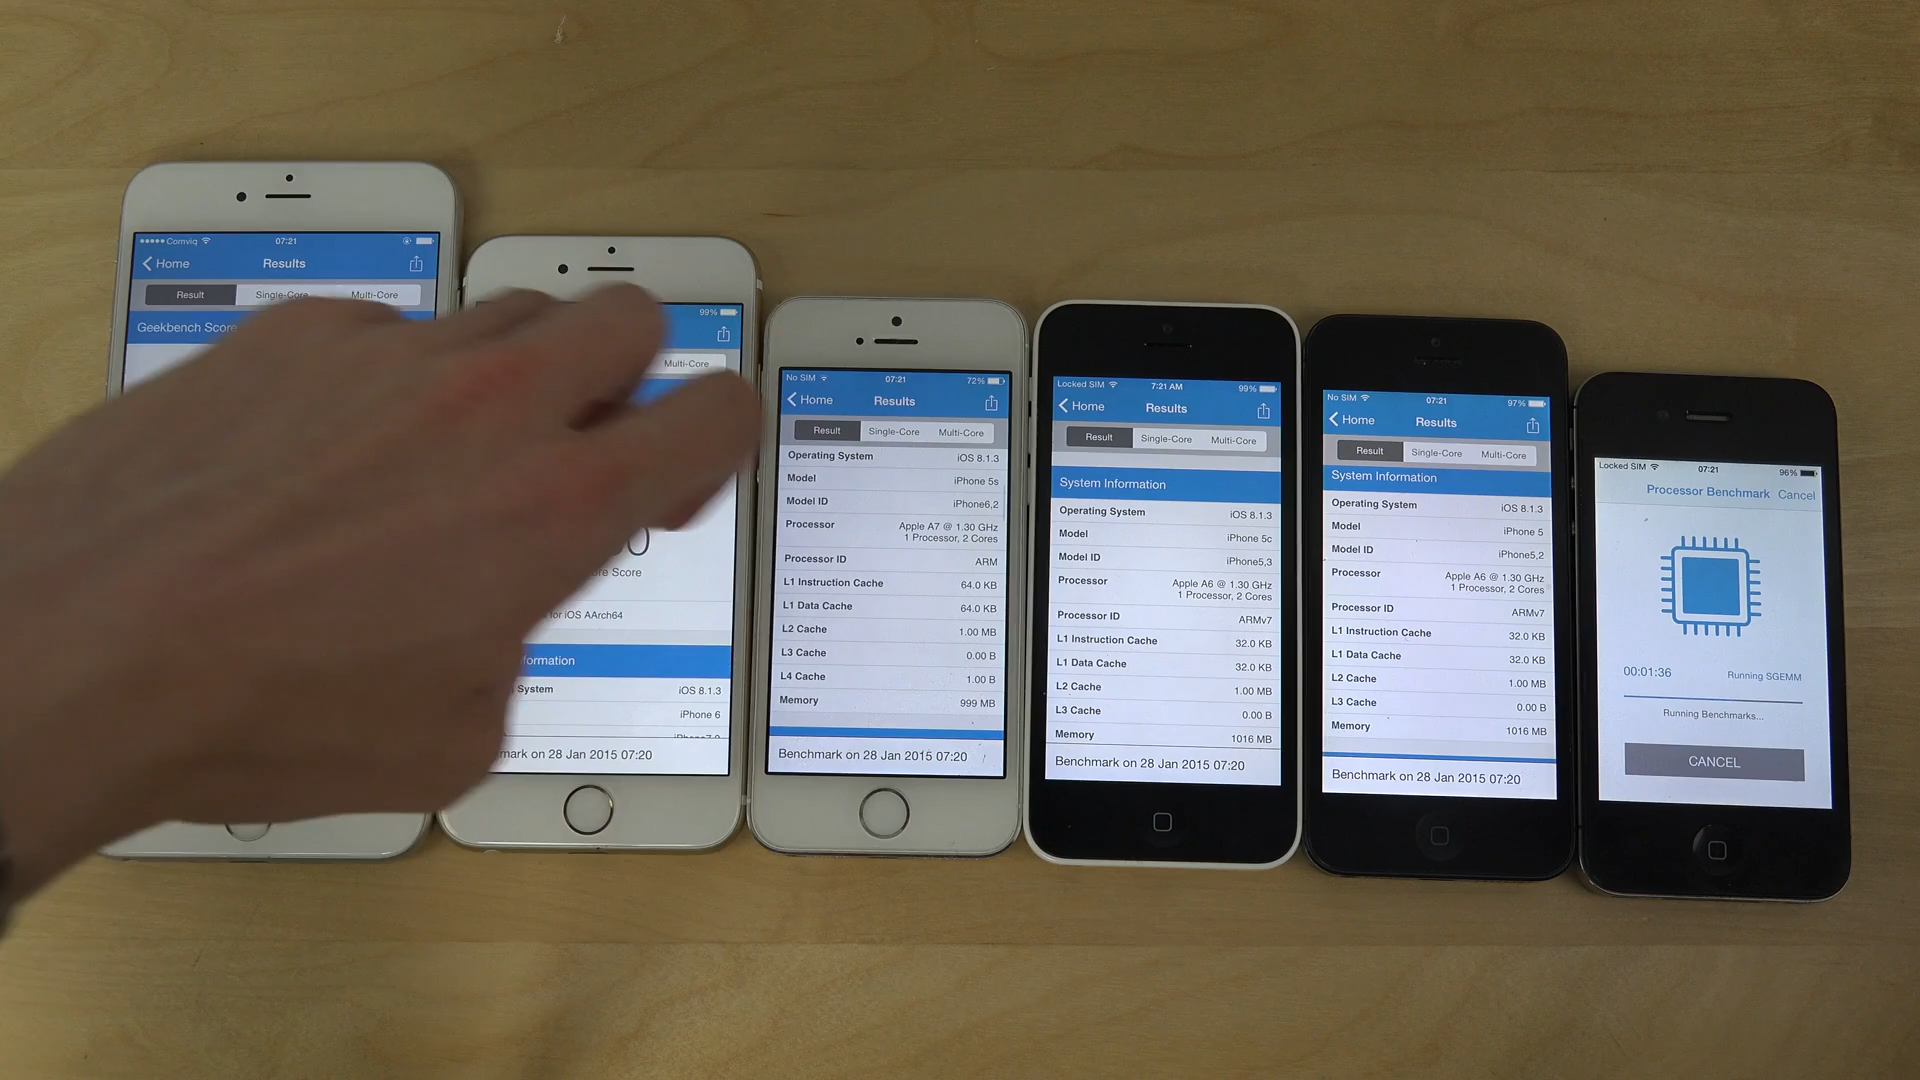 Comviq
07:21
Home
Results
Result
Single-Core
Multi-Core
Geekbench Score
99%
Multi-Core
Score
for iOS AArch64
formation
System
iOS 8.1.3
iPhone 6
mark on 28 Jan 2015 07:20
No SIM
07:21
72%
Home
Results
Result
Single-Core
Multi-Core
Operating System iOS 8.1.3
Model iPhone 5s
Model ID iPhone6,2
Processor Apple A7 @ 1.30 GHz
1 Processor, 2 Cores
Processor ID ARM
L1 Instruction Cache 64.0 KB
L1 Data Cache 64.0 KB
L2 Cache 1.00 MB
L3 Cache 0.00 B
L4 Cache 1.00 B
Memory 999 MB
Benchmark on 28 Jan 2015 07:20
Locked SIM
7:21 AM
99%
Home
Results
Result
Single-Core
Multi-Core
System Information
Operating System iOS 8.1.3
Model iPhone 5c
Model ID iPhone5,3
Processor Apple A6 @ 1.30 GHz
1 Processor, 2 Cores
Processor ID ARMv7
L1 Instruction Cache 32.0 KB
L1 Data Cache 32.0 KB
L2 Cache 1.00 MB
L3 Cache 0.00 B
Memory 1016 MB
Benchmark on 28 Jan 2015 07:20
No SIM
07:21
97%
Home
Results
Result
Single-Core
Multi-Core
System Information
Operating System iOS 8.1.3
Model iPhone 5
Model ID iPhone5,2
Processor Apple A6 @ 1.30 GHz
1 Processor, 2 Cores
Processor ID ARMv7
L1 Instruction Cache 32.0 KB
L1 Data Cache 32.0 KB
L2 Cache 1.00 MB
L3 Cache 0.00 B
Memory 1016 MB
Benchmark on 28 Jan 2015 07:20
Locked SIM
07:21
96%
Processor Benchmark Cancel
00:01:36 Running SGEMM
Running Benchmarks...
CANCEL